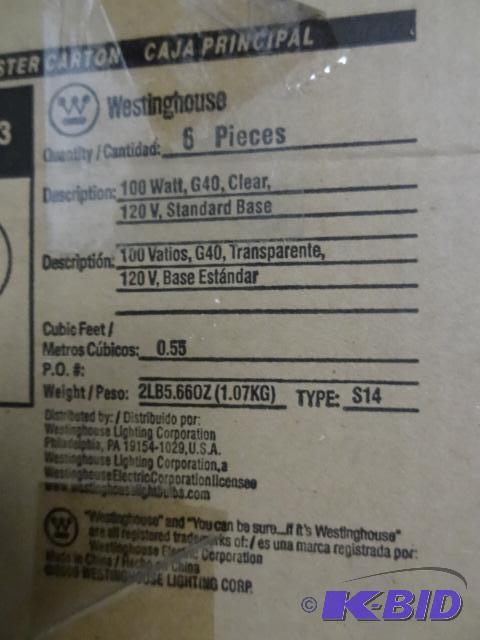 STER CARTON CAJA PRINCIPAL
3
Westinghouse
Quantity / Cantidad: 6 Pieces
Description: 100 Watt, G40, Clear,
120 V, Standard Base
Descriptión: 100 Vatios, G40, Transparente,
120 V, Base Estándar
Cubic Feet /
Metros Cúbicos: 0.55
P.O. #:
Weight / Peso: 2LB5.66OZ (1.07KG) TYPE: S14
Distributed by: / Distribuido por:
Westinghouse Lighting Corporation
Philadelphia, PA 19154-1029, U.S.A.
Westinghouse Lighting Corporation,a
WestinghouseElectricCorporationlicensee
www.westinghouselightbulbs.com
"Westinghouse" and "You can be sure...if it's Westinghouse"
are all registered trademarks of: / es una marca registrada por:
Westinghouse Electric Corporation
Made in China / Hecho en China
WESTINGHOUSE LIGHTING CORP.
© K-BID